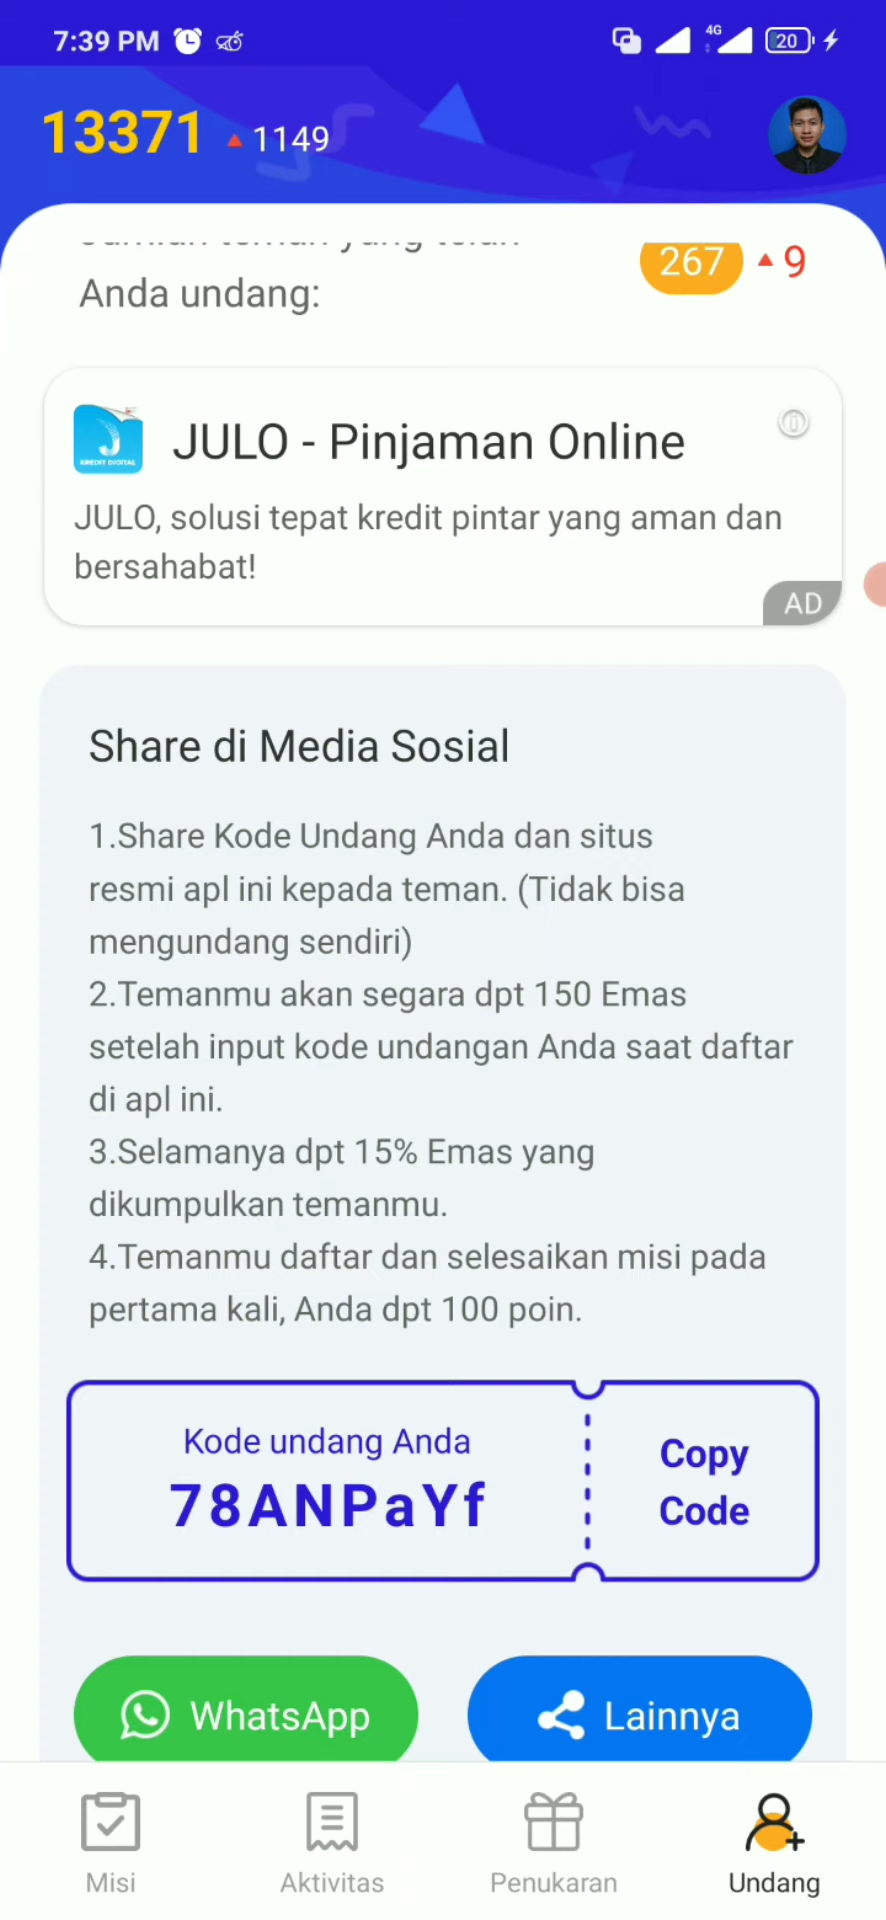 7:39 PM
4G
20
13371 1149
Anda undang:
267 9
KREDIT DIGITAL
JULO - Pinjaman Online
JULO, solusi tepat kredit pintar yang aman dan
bersahabat!
AD
Share di Media Sosial
1.Share Kode Undang Anda dan situs
resmi apl ini kepada teman. (Tidak bisa
mengundang sendiri)
2.Temanmu akan segara dpt 150 Emas
setelah input kode undangan Anda saat daftar
di apl ini.
3.Selamanya dpt 15% Emas yang
dikumpulkan temanmu.
4.Temanmu daftar dan selesaikan misi pada
pertama kali, Anda dpt 100 poin.
Kode undang Anda
78ANPaYf
Copy
Code
WhatsApp
Lainnya
Misi
Aktivitas
Penukaran
Undang